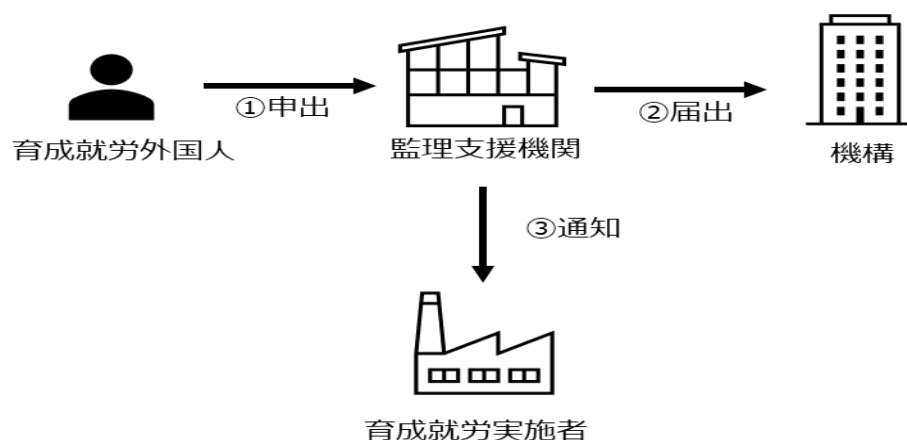 ①申出
②届出
育成就労外国人
監理支援機関
機構
③通知
育成就労実施者